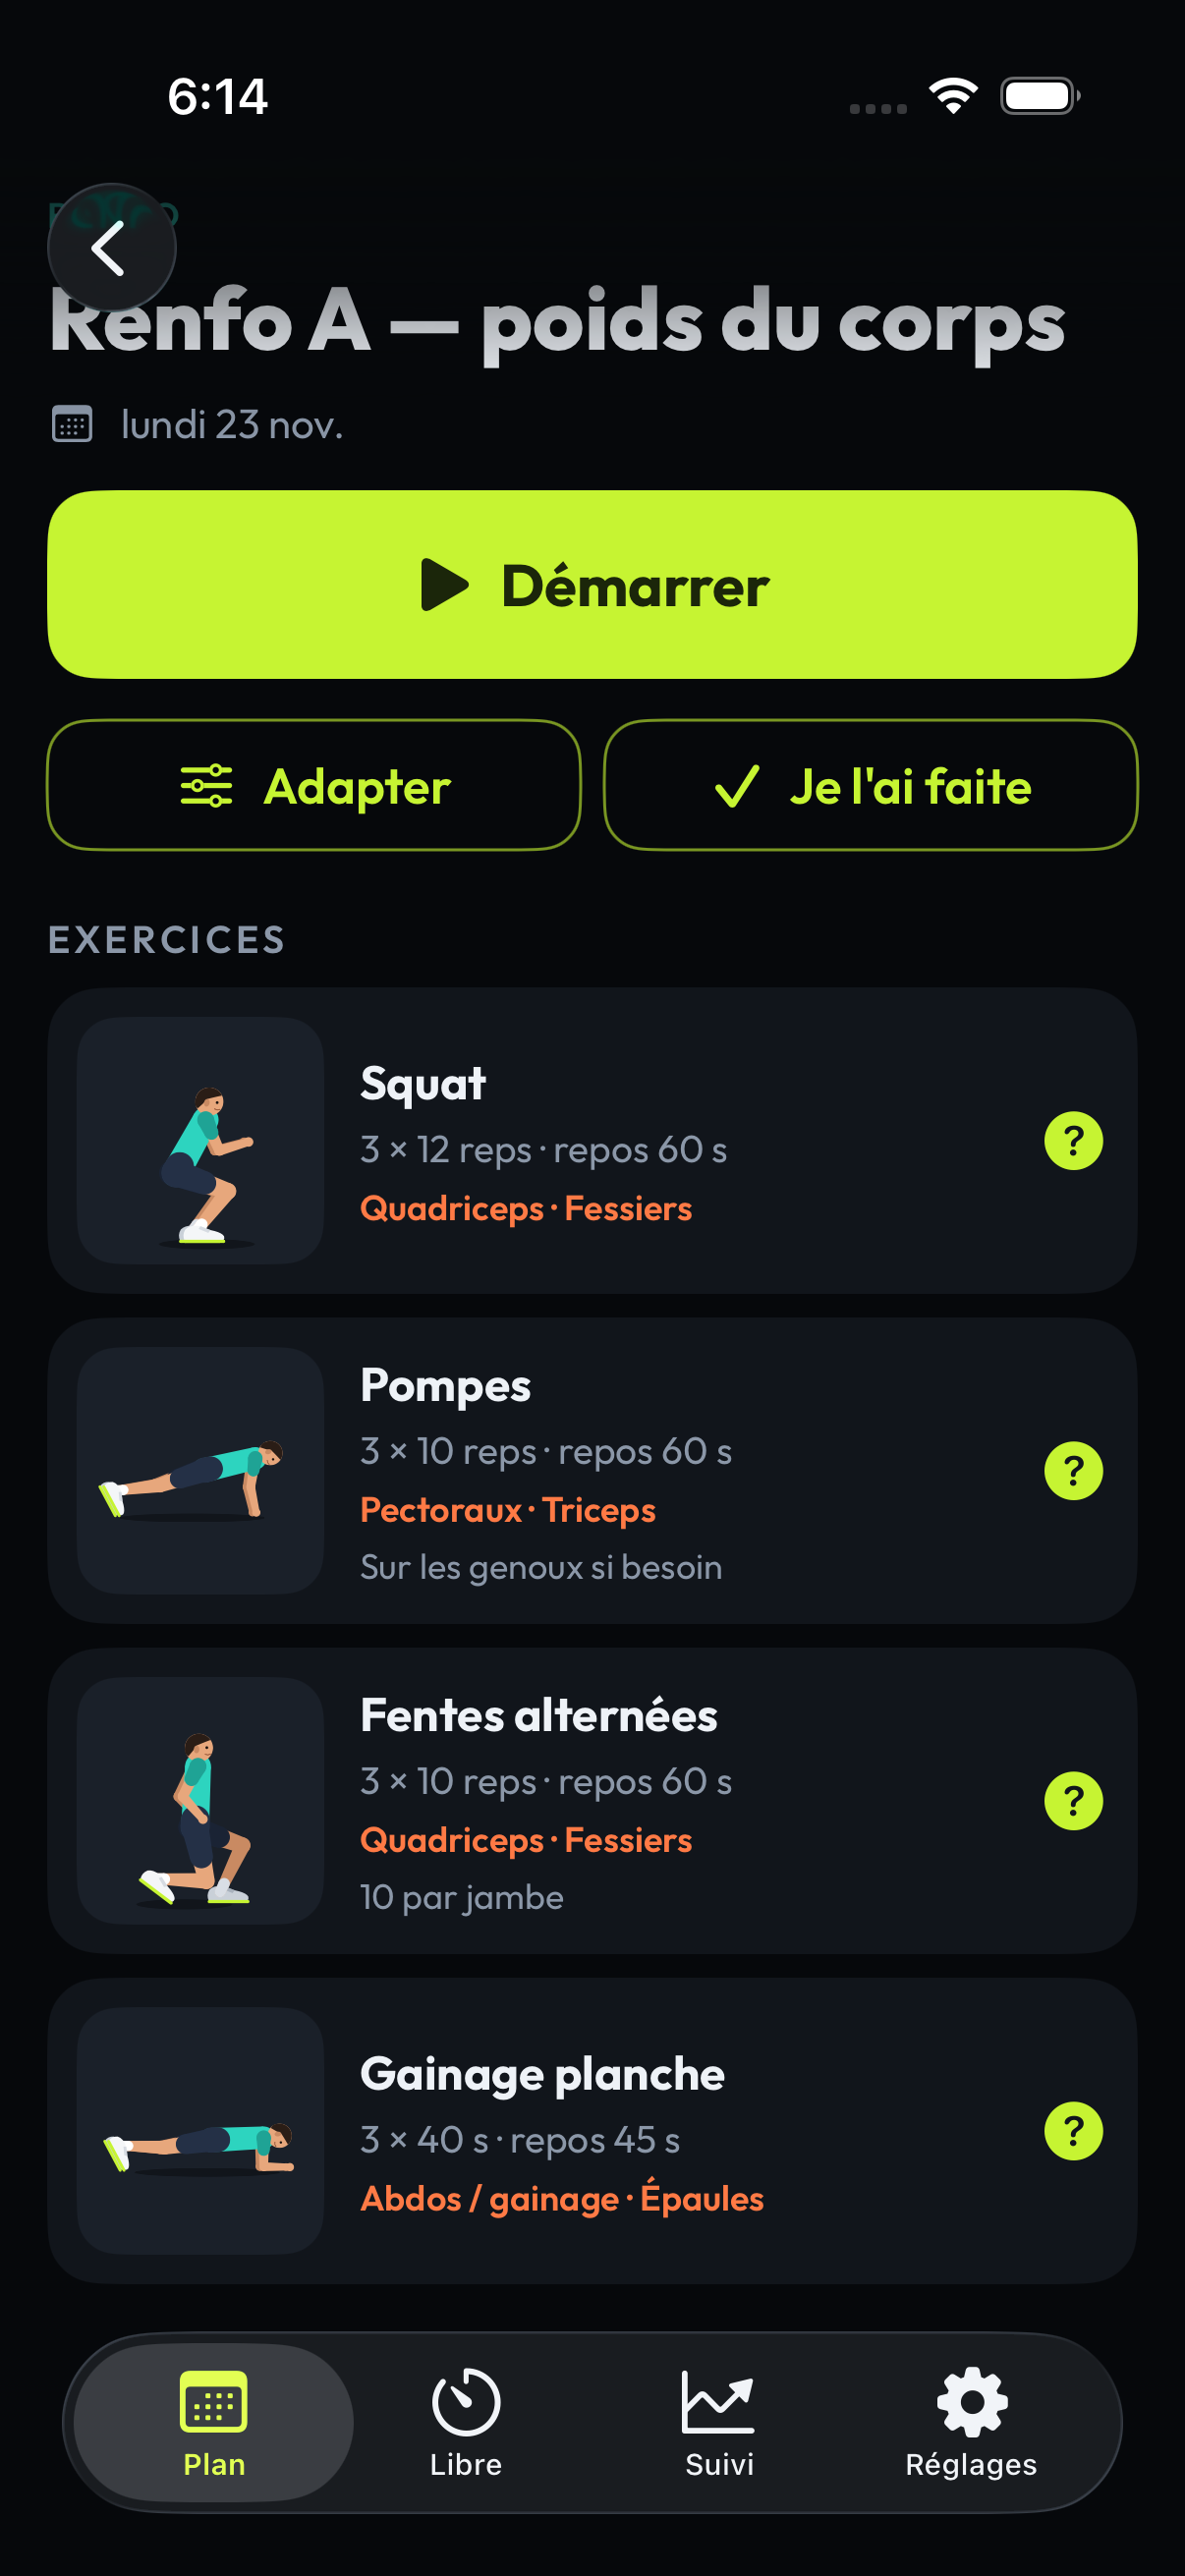 6:14
Renfo A — poids du corps
lundi 23 nov.
Démarrer
Adapter
Je l'ai faite
EXERCICES
Squat
3 × 12 reps · repos 60 s
Quadriceps · Fessiers
?
Pompes
3 × 10 reps · repos 60 s
Pectoraux · Triceps
Sur les genoux si besoin
?
Fentes alternées
3 × 10 reps · repos 60 s
Quadriceps · Fessiers
10 par jambe
?
Gainage planche
3 × 40 s · repos 45 s
Abdos / gainage · Épaules
?
Plan
Libre
Suivi
Réglages